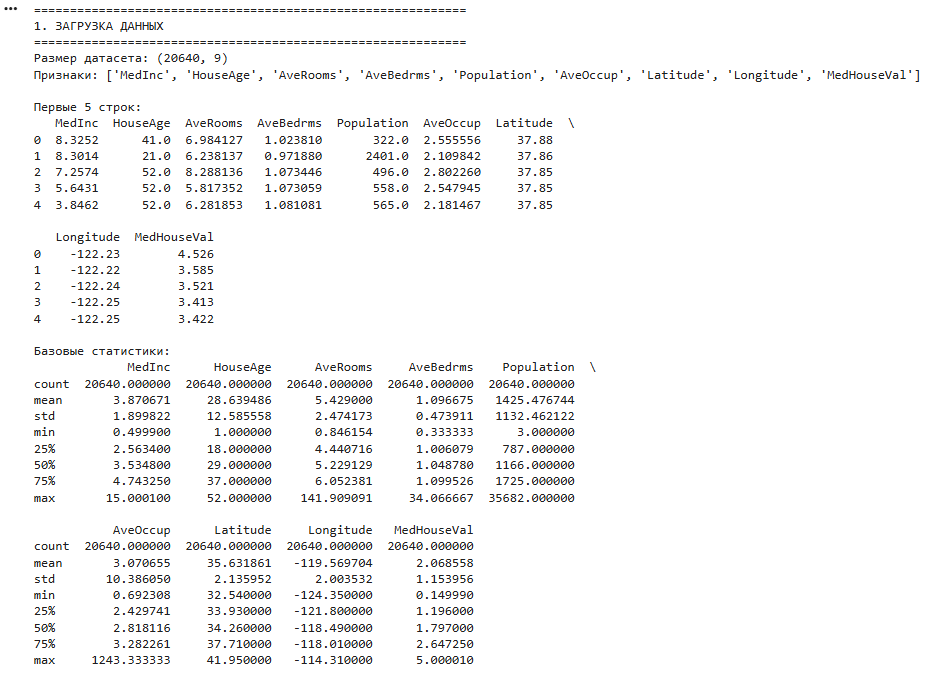 ============================================================
1. ЗАГРУЗКА ДАННЫХ
============================================================
Размер датасета: (20640, 9)
Признаки: ['MedInc', 'HouseAge', 'AveRooms', 'AveBedrms', 'Population', 'AveOccup', 'Latitude', 'Longitude', 'MedHouseVal']

Первые 5 строк:
   MedInc  HouseAge  AveRooms  AveBedrms  Population  AveOccup  Latitude  \
0  8.3252      41.0  6.984127   1.023810       322.0  2.555556     37.88
1  8.3014      21.0  6.238137   0.971880      2401.0  2.109842     37.86
2  7.2574      52.0  8.288136   1.073446       496.0  2.802260     37.85
3  5.6431      52.0  5.817352   1.073059       558.0  2.547945     37.85
4  3.8462      52.0  6.281853   1.081081       565.0  2.181467     37.85

   Longitude  MedHouseVal
0    -122.23        4.526
1    -122.22        3.585
2    -122.24        3.521
3    -122.25        3.413
4    -122.25        3.422

Базовые статистики:
             MedInc      HouseAge      AveRooms     AveBedrms    Population  \
count  20640.000000  20640.000000  20640.000000  20640.000000  20640.000000
mean       3.870671     28.639486      5.429000      1.096675   1425.476744
std        1.899822     12.585558      2.474173      0.473911   1132.462122
min        0.499900      1.000000      0.846154      0.333333      3.000000
25%        2.563400     18.000000      4.440716      1.006079    787.000000
50%        3.534800     29.000000      5.229129      1.048780   1166.000000
75%        4.743250     37.000000      6.052381      1.099526   1725.000000
max       15.000100     52.000000    141.909091     34.066667  35682.000000

           AveOccup      Latitude     Longitude   MedHouseVal
count  20640.000000  20640.000000  20640.000000  20640.000000
mean       3.070655     35.631861   -119.569704      2.068558
std       10.386050      2.135952      2.003532      1.153956
min        0.692308     32.540000   -124.350000      0.149990
25%        2.429741     33.930000   -121.800000      1.196000
50%        2.818116     34.260000   -118.490000      1.797000
75%        3.282261     37.710000   -118.010000      2.647250
max     1243.333333     41.950000   -114.310000      5.000010